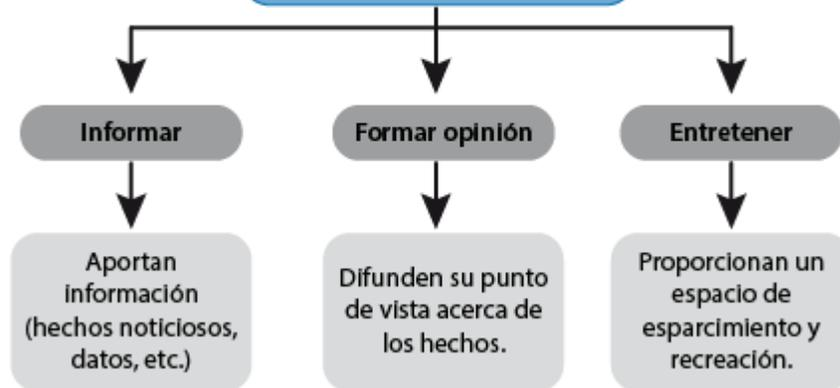 Informar
Formar opinión
Entretener
Aportan
información
(hechos noticiosos,
datos, etc.)
Difunden su punto
de vista acerca de
los hechos.
Proporcionan un
espacio de
esparcimiento y
recreación.